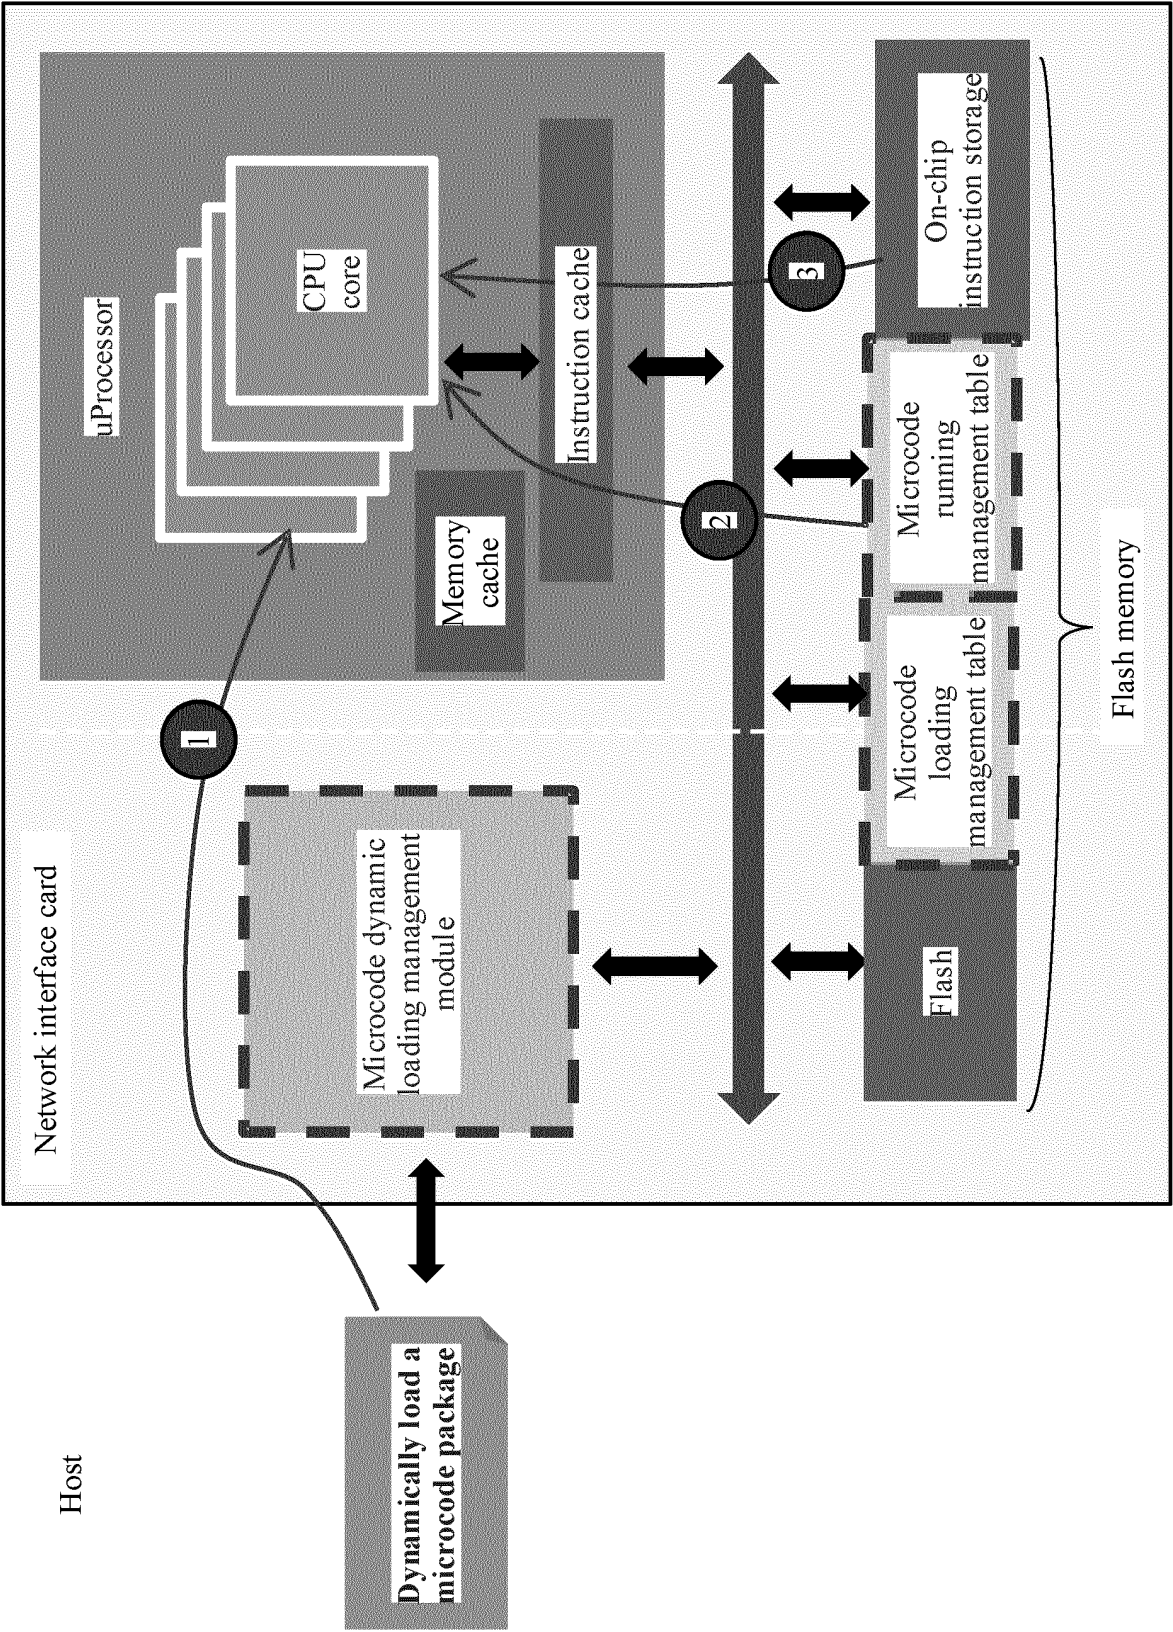 Host
Network interface card
uProcessor
Dynamically load a
microcode package
1
Microcode dynamic
loading management
module
CPU
core
Memory
cache
Instruction cache
2
3
Flash
Microcode
loading
management table
Microcode
running
management table
On-chip
instruction storage
Flash memory